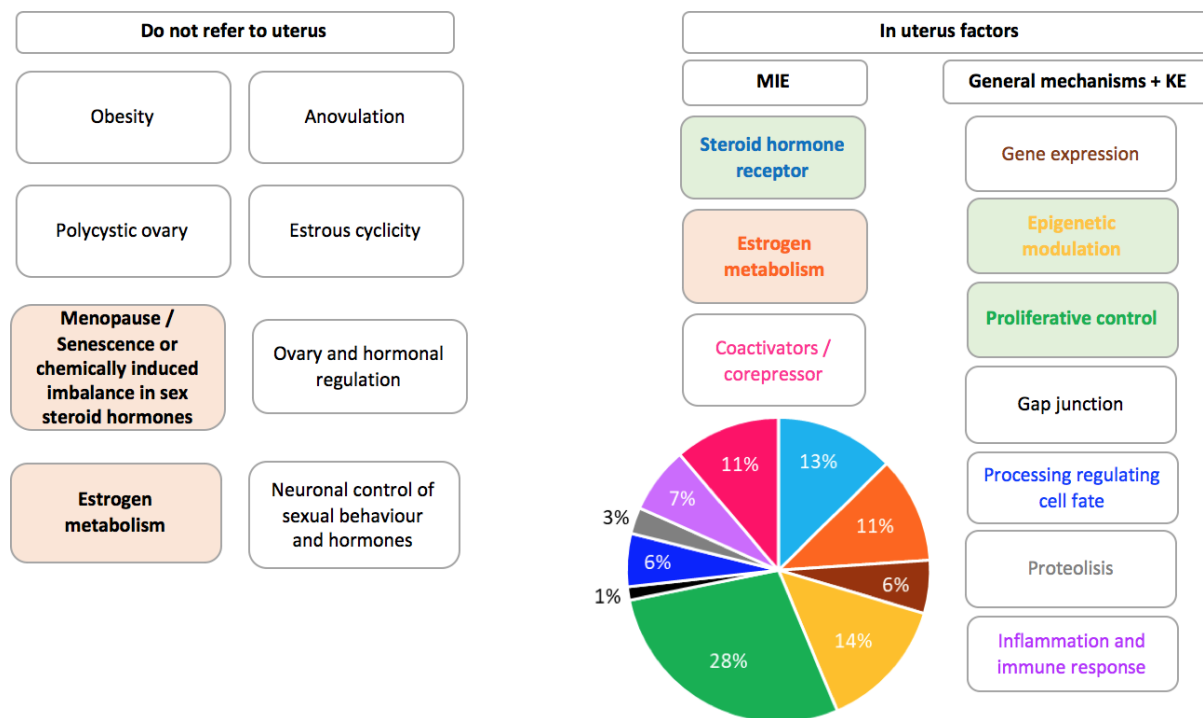 Do not refer to uterus
Obesity
Anovulation
Polycystic ovary
Estrous cyclicity
Menopause /
Senescence or
chemically induced
imbalance in sex
steroid hormones
Ovary and hormonal
regulation
Estrogen
metabolism
Neuronal control of
sexual behaviour
and hormones
In uterus factors
MIE
Steroid hormone
receptor
Estrogen
metabolism
Coactivators /
corepressor
General mechanisms + KE
Gene expression
Epigenetic
modulation
Proliferative control
Gap junction
Processing regulating
cell fate
Proteolisis
Inflammation and
immune response
13%
11%
6%
14%
28%
1%
6%
3%
7%
11%